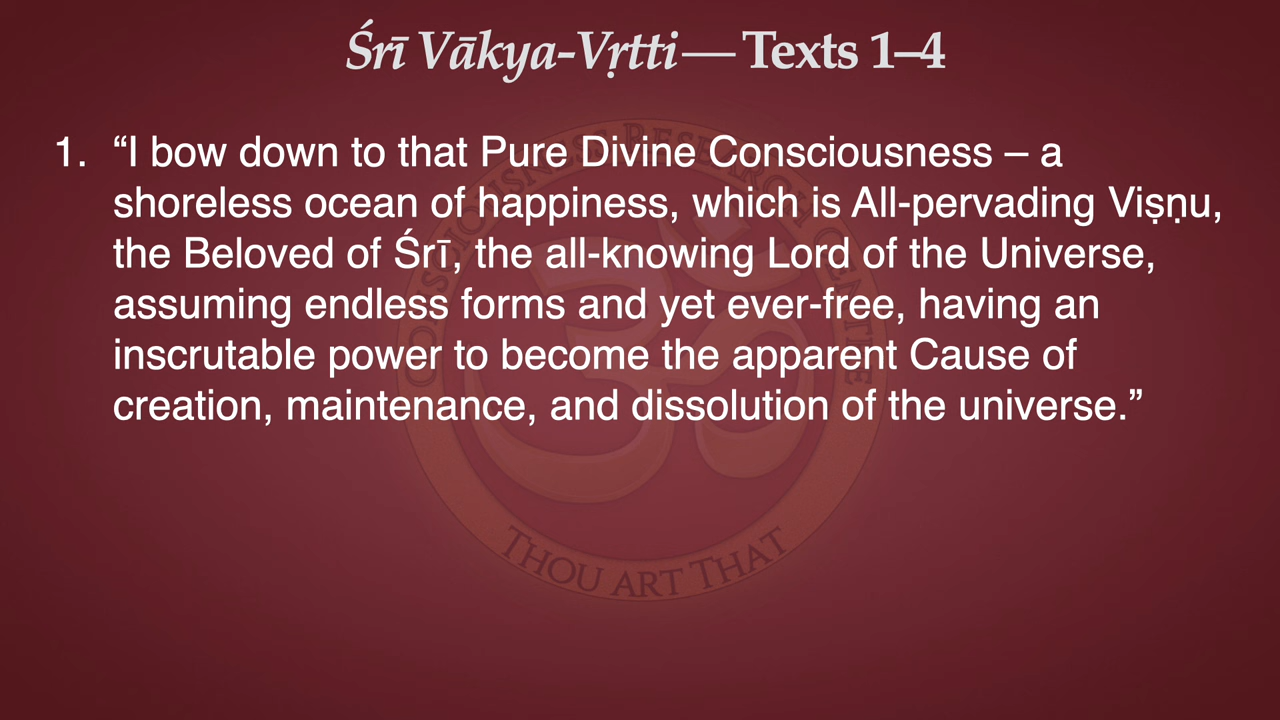 Śrī Vākya-Vṛtti—Texts 1–4
1. “I bow down to that Pure Divine Consciousness – a
shoreless ocean of happiness, which is All-pervading Viṣṇu,
the Beloved of Śrī, the all-knowing Lord of the Universe,
assuming endless forms and yet ever-free, having an
inscrutable power to become the apparent Cause of
creation, maintenance, and dissolution of the universe.”
THOU ART THAT